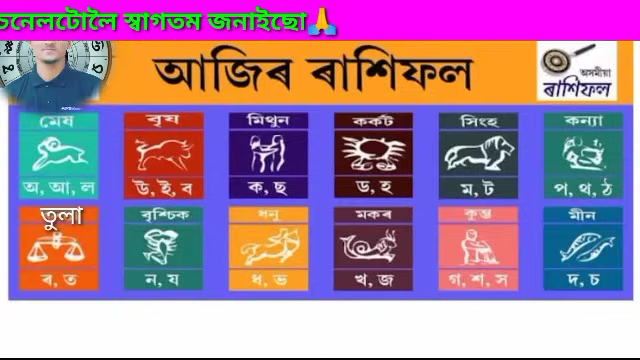 চেনেলটোলৈ স্বাগতম জনাইছো🙏
আজিৰ ৰাশিফল
অসমীয়া
ৰাশিফল
মেষ বৃষ মিথুন কৰ্কট সিংহ কন্যা
অ, আ, ল উ, ই, ব ক, ছ ড, হ ম, ট প, থ, ঠ
তুলা বৃশ্চিক ধনু মকৰ কুম্ভ মীন
ৰ, ত ন, য ধ, ভ খ, জ গ, শ, স দ, চ